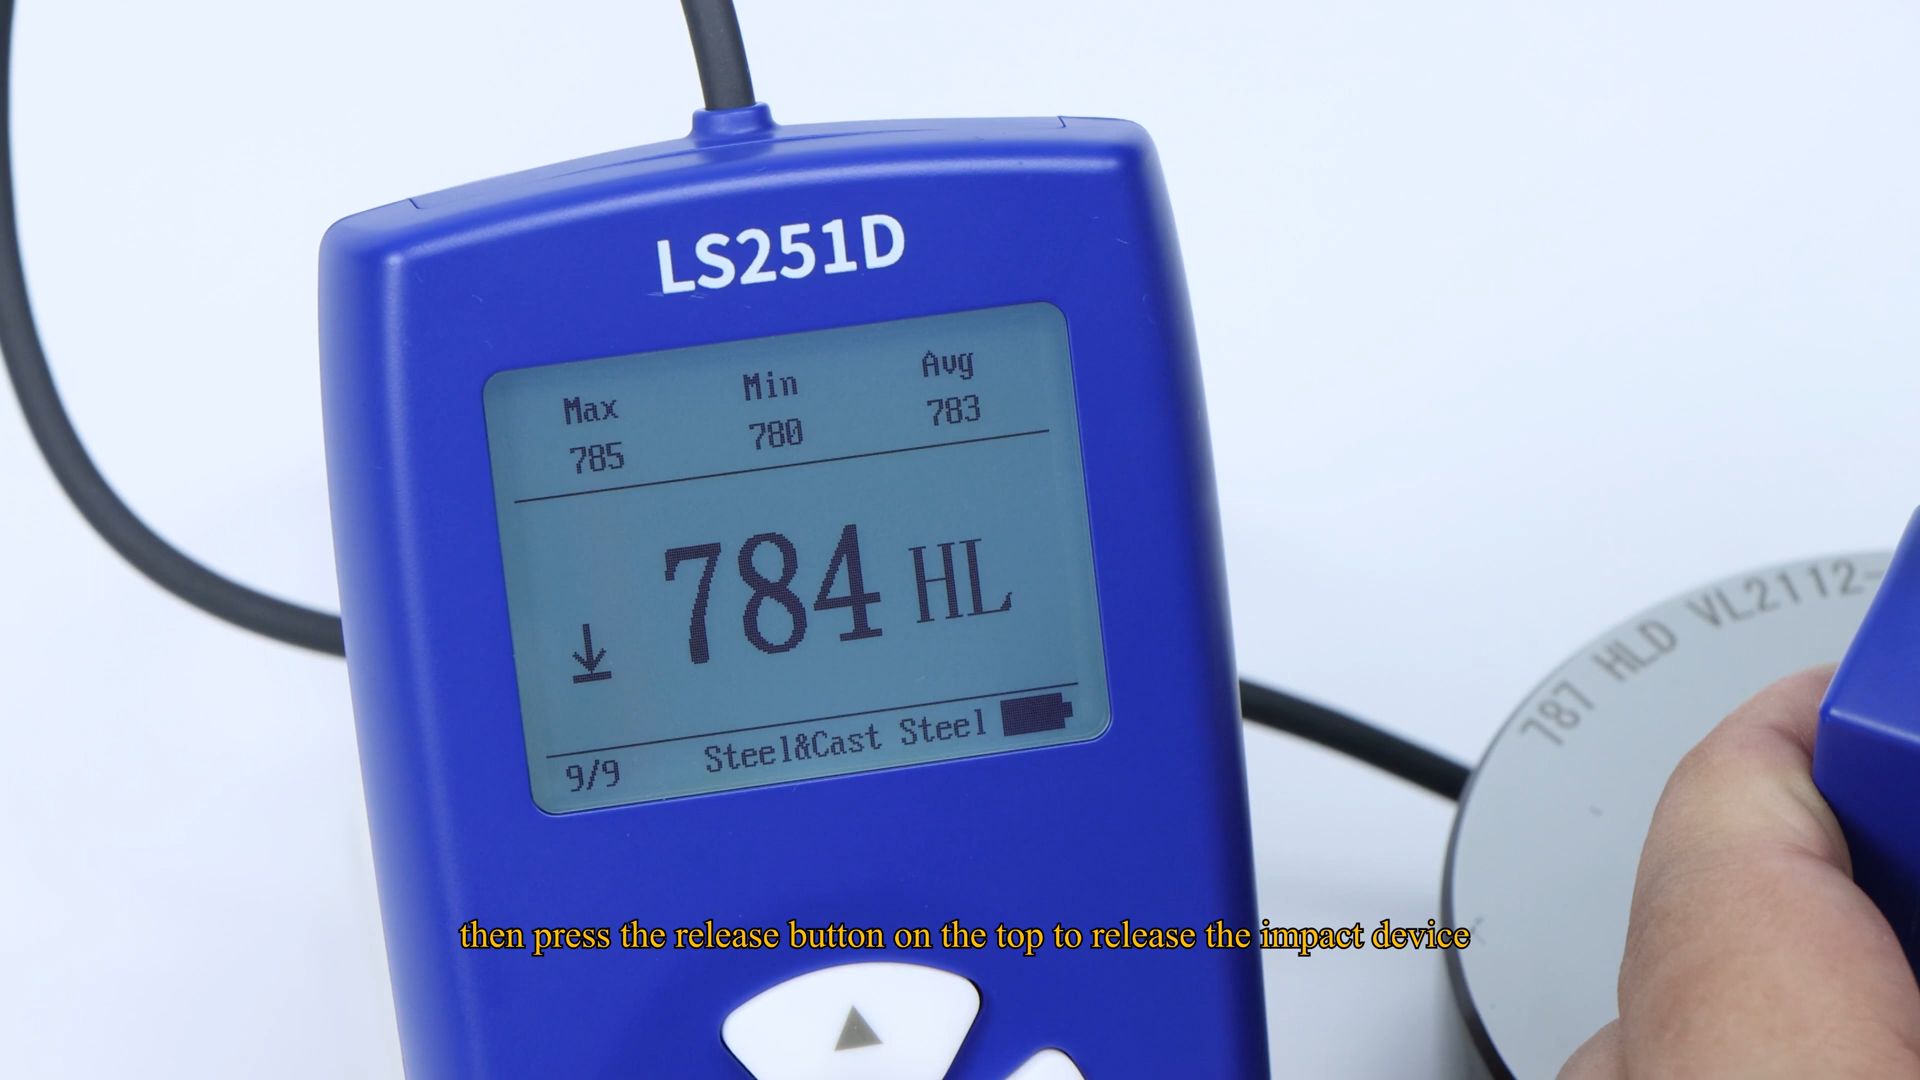 LS251D
Max Min Avg
785 780 783
784 HL
9/9 Steel&Cast Steel
787 HLD VL2112-
then press the release button on the top to release the impact device